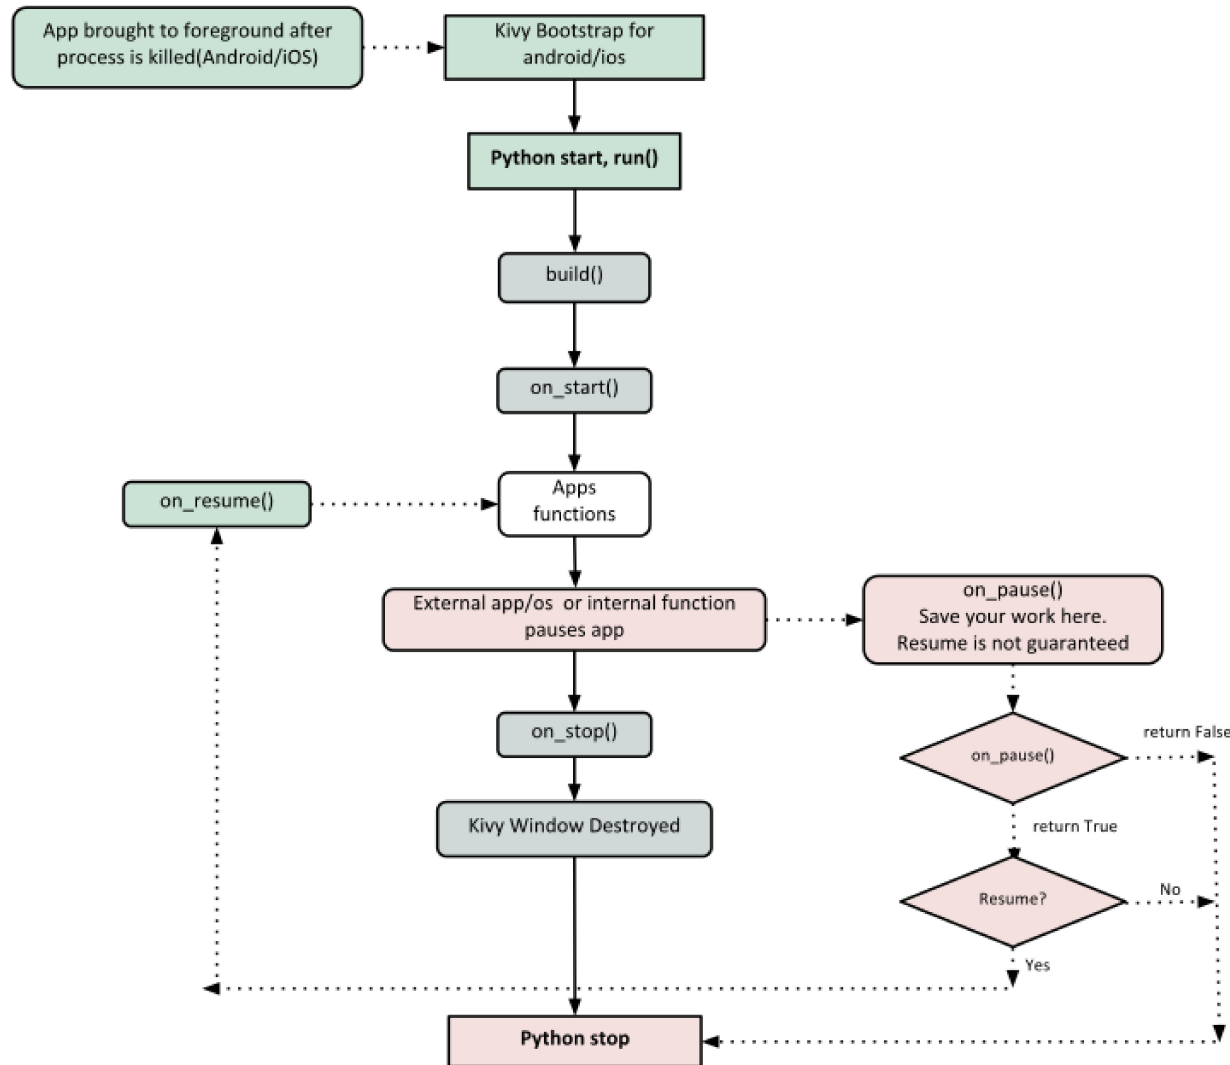 App brought to foreground after
process is killed(Android/iOS)
Kivy Bootstrap for
android/ios
Python start, run()
build()
on_start()
on_resume()
Apps
functions
External app/os  or internal function
pauses app
on_pause()
Save your work here.
Resume is not guaranteed
on_stop()
on_pause()
return False
Kivy Window Destroyed
return True
Resume?
No
Yes
Python stop